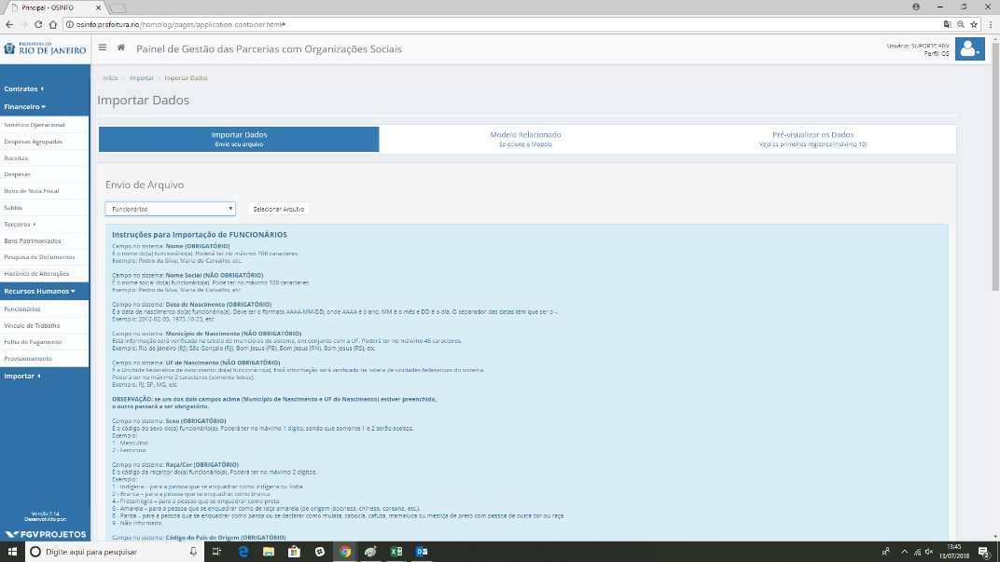 Principal - OSINFO
osinfo.prefeitura.rio/homolog/pages/application-container.html#
PREFEITURA DO
RIO DE JANEIRO
Painel de Gestão das Parcerias com Organizações Sociais
Usuário: SUPORTE FGV
Perfil: OS
Contratos
Financeiro
Sintético Operacional
Despesas Agrupadas
Receitas
Despesas
Itens de Nota Fiscal
Saldos
Terceiros
Bens Patrimoniados
Pesquisa de Documentos
Histórico de Alterações
Recursos Humanos
Funcionários
Vínculo de Trabalho
Folha de Pagamento
Provisionamento
Importar
Versão 2.14
Desenvolvido por:
FGV PROJETOS
Início > Importar > Importar Dados
Importar Dados
Importar Dados
Envie seu arquivo
Modelo Relacionado
Selecione o Modelo
Pré-visualizar os Dados
Veja os primeiros registros (máximo 10)
Envio de Arquivo
Funcionários
Selecionar Arquivo
Instruções para Importação de FUNCIONÁRIOS
Campo no sistema: Nome (OBRIGATÓRIO)
É o nome do(a) funcionário(a). Poderá ter no máximo 100 caracteres.
Exemplo: Pedro da Silva, Maria de Carvalho, etc.
Campo no sistema: Nome Social (NÃO OBRIGATÓRIO)
É o nome social do(a) funcionário(a). Pode ter no máximo 100 caracteres.
Exemplo: Pedro da Silva, Maria de Carvalho, etc
Campo no sistema: Data de Nascimento (OBRIGATÓRIO)
É a data de nascimento do(a) funcionário(a). Deve ter o formato AAAA-MM-DD, onde AAAA é o ano, MM é o mês e DD é o dia. O separador das datas tem que ser o -.
Exemplo: 2012-02-05, 1975-10-25, etc
Campo no sistema: Município de Nascimento (NÃO OBRIGATÓRIO)
Está informação será verificada na tabela de municípios do sistema, em conjunto com a UF. Poderá ter no máximo 45 caracteres.
Exemplo: Rio de Janeiro (RJ), São Gonçalo (RJ), Bom Jesus (PB), Bom Jesus (RN), Bom Jesus (RS), etc
Campo no sistema: UF de Nascimento (NÃO OBRIGATÓRIO)
É a Unidade Federativa de nascimento do(a) funcionário(a). Está informação será verificada na tabela de unidades federativas do sistema.
Poderá ter no máximo 2 caracteres (somente letras).
Exemplo: RJ, SP, MG, etc
OBSERVAÇÃO: se um dos dois campos acima (Município de Nascimento e UF do Nascimento) estiver preenchido,
o outro passará a ser obrigatório.
Campo no sistema: Sexo (OBRIGATÓRIO)
É o código do sexo do(a) funcionário(a). Poderá ter no máximo 1 dígito, sendo que somente 1 e 2 serão aceitos.
Exemplo:
1 - Masculino
2 - Feminino
Campo no sistema: Raça/Cor (OBRIGATÓRIO)
É o código da raça/cor do(a) funcionário(a). Poderá ter no máximo 2 dígitos.
Exemplo:
1 - Indígena – para a pessoa que se enquadrar como indígena ou índia.
2 - Branca – para a pessoa que se enquadrar como branca.
4 - Preta/negra – para a pessoa que se enquadrar como preta.
6 - Amarela – para a pessoa que se enquadrar como de raça amarela (de origem japonesa, chinesa, coreana, etc.).
8 - Parda – para a pessoa que se enquadrar como parda ou se declarar como mulata, cabocla, cafuza, mameluca ou mestiça de preto com pessoa de outra cor ou raça.
9 - Não informado.
Campo no sistema: Código do País de Origem (OBRIGATÓRIO)
Digite aqui para pesquisar
13:45
13/07/2018